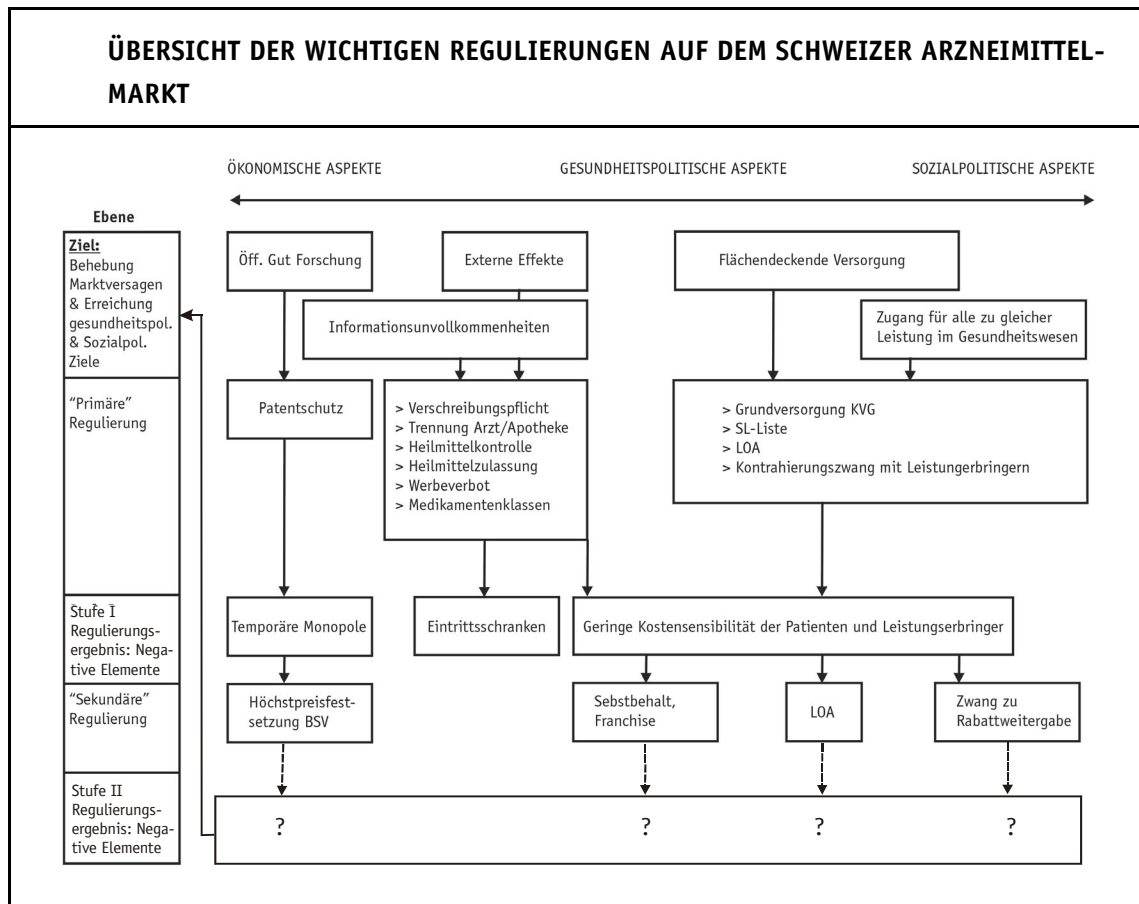 ÜBERSICHT DER WICHTIGEN REGULIERUNGEN AUF DEM SCHWEIZER ARZNEIMITTEL-
MARKT
ÖKONOMISCHE ASPEKTE
GESUNDHEITSPOLITISCHE ASPEKTE
SOZIALPOLITISCHE ASPEKTE
Ebene
Ziel:
Behebung
Marktversagen
& Erreichung
gesundheitspol.
& Sozialpol.
Ziele
Öff. Gut Forschung
Externe Effekte
Flächendeckende Versorgung
Informationsunvollkommenheiten
Zugang für alle zu gleicher
Leistung im Gesundheitswesen
"Primäre"
Regulierung
Patentschutz
> Verschreibungspflicht
> Trennung Arzt/Apotheke
> Heilmittelkontrolle
> Heilmittelzulassung
> Werbeverbot
> Medikamentenklassen
> Grundversorgung KVG
> SL-Liste
> LOA
> Kontrahierungszwang mit Leistungerbringern
Stufe I
Regulierungs-
ergebnis: Nega-
tive Elemente
Temporäre Monopole
Eintrittsschranken
Geringe Kostensensibilität der Patienten und Leistungserbringer
"Sekundäre"
Regulierung
Höchstpreisfest-
setzung BSV
Sebstbehalt,
Franchise
LOA
Zwang zu
Rabattweitergabe
Stufe II
Regulierungs-
ergebnis: Nega-
tive Elemente
? ? ? ?